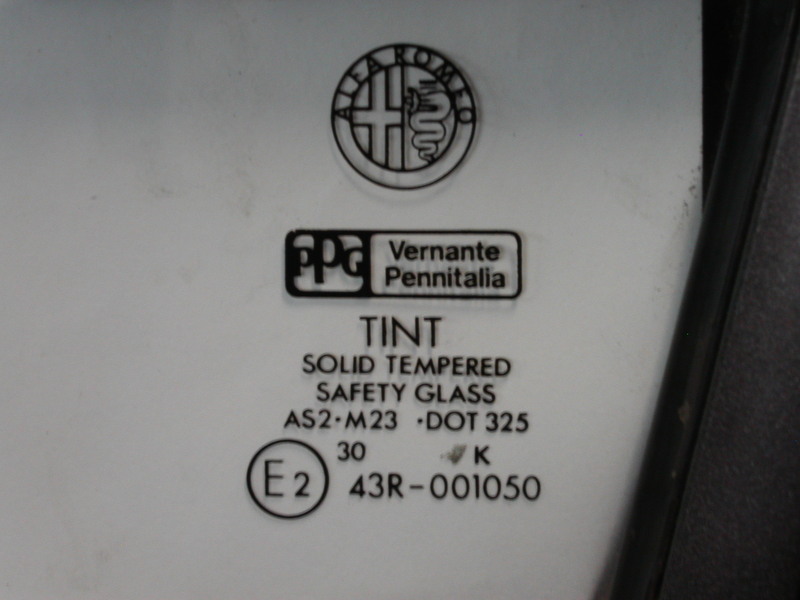 ALFA ROMEO
PPG Vernante
Pennitalia
TINT
SOLID TEMPERED
SAFETY GLASS
AS2·M23 ·DOT 325
30 K
E2 43R-001050